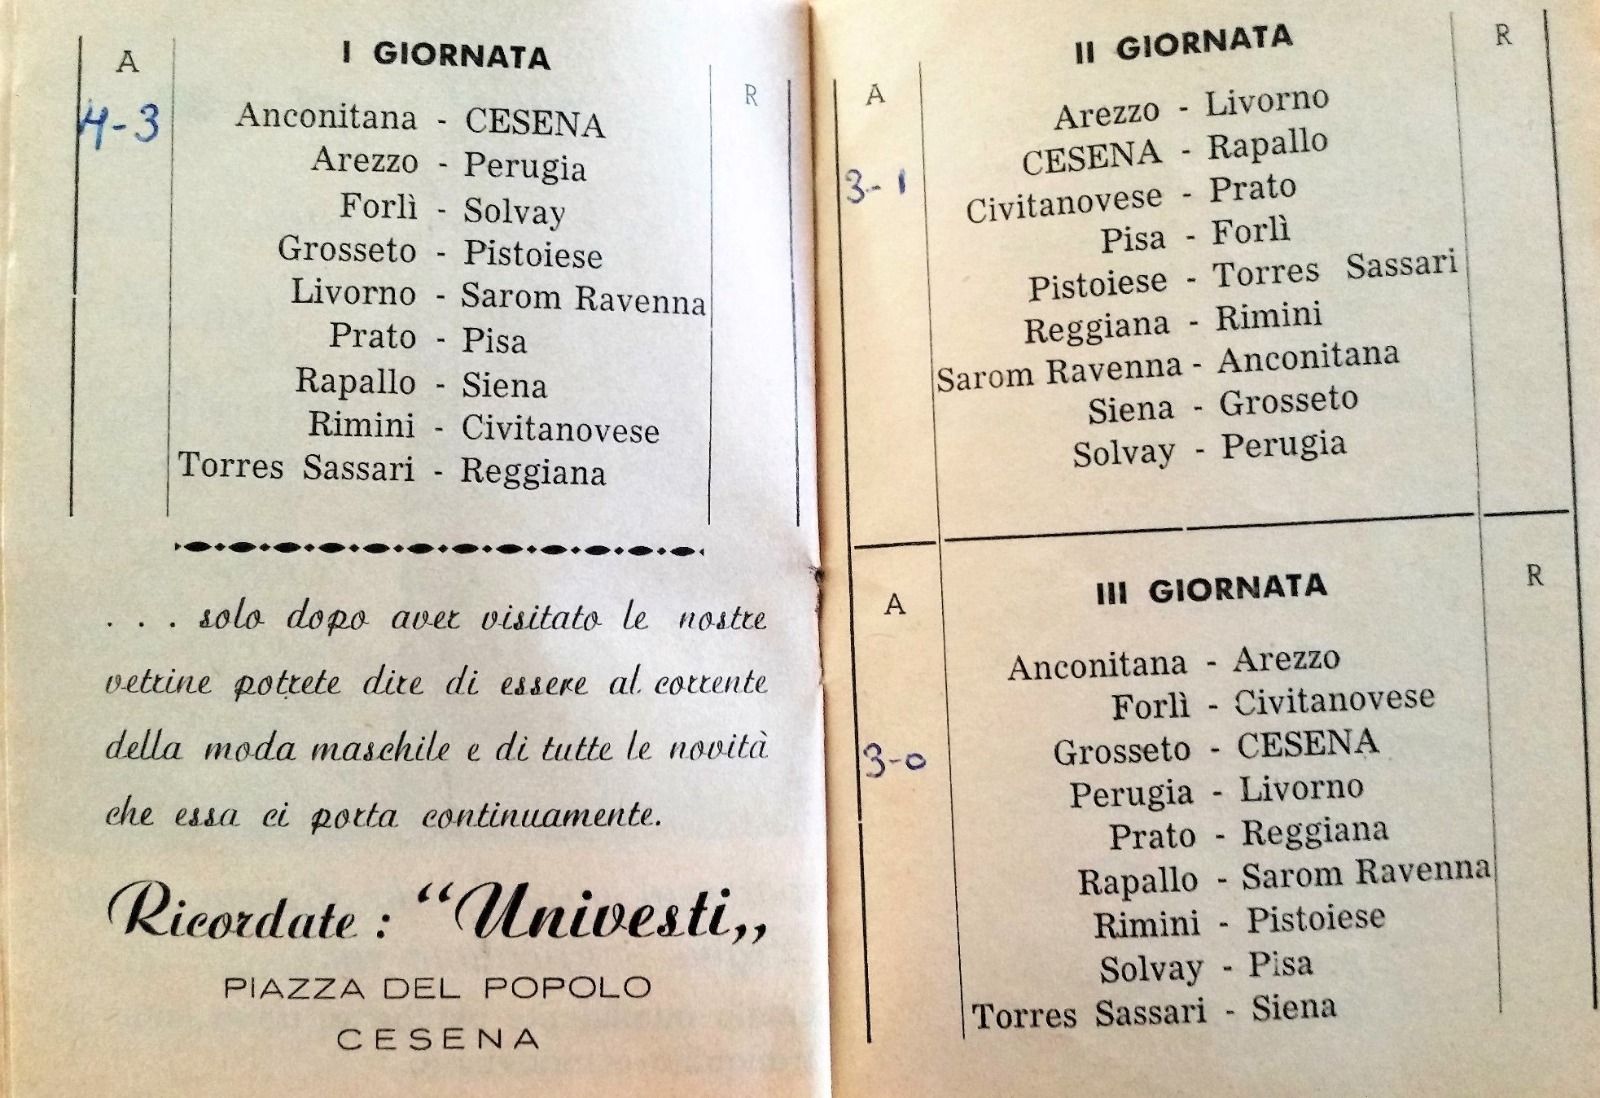 A I GIORNATA R
4-3 Anconitana - CESENA
Arezzo - Perugia
Forlì - Solvay
Grosseto - Pistoiese
Livorno - Sarom Ravenna
Prato - Pisa
Rapallo - Siena
Rimini - Civitanovese
Torres Sassari - Reggiana
. . . solo dopo aver visitato le nostre
vetrine potrete dire di essere al corrente
della moda maschile e di tutte le novità
che essa ci porta continuamente.
Ricordate : “Univesti„
PIAZZA DEL POPOLO
CESENA
A II GIORNATA R
Arezzo - Livorno
3-1 CESENA - Rapallo
Civitanovese - Prato
Pisa - Forlì
Pistoiese - Torres Sassari
Reggiana - Rimini
Sarom Ravenna - Anconitana
Siena - Grosseto
Solvay - Perugia
A III GIORNATA R
Anconitana - Arezzo
Forlì - Civitanovese
3-0 Grosseto - CESENA
Perugia - Livorno
Prato - Reggiana
Rapallo - Sarom Ravenna
Rimini - Pistoiese
Solvay - Pisa
Torres Sassari - Siena